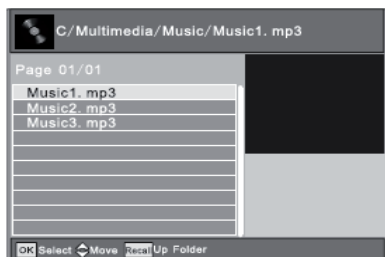 C/Multimedia/Music/Music1. mp3
Page 01/01
Music1. mp3
Music2. mp3
Music3. mp3
OK Select Move Recall Up Folder